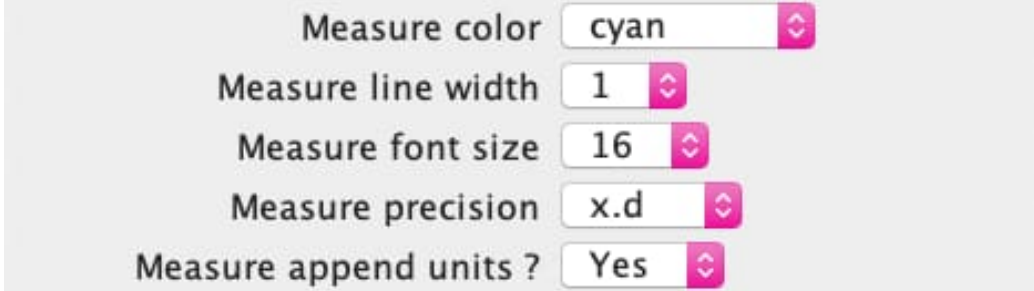 Measure color cyan
Measure line width 1
Measure font size 16
Measure precision x.d
Measure append units ? Yes